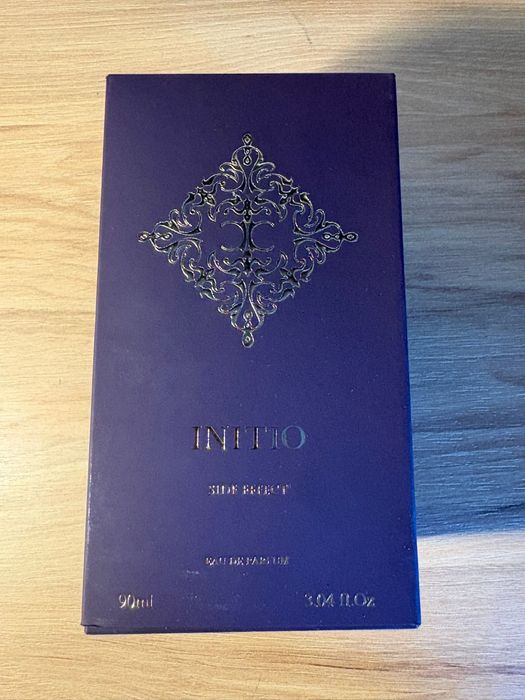 INITIO
SIDE EFFECT
EAU DE PARFUM
90ml 3.04 fl.Oz